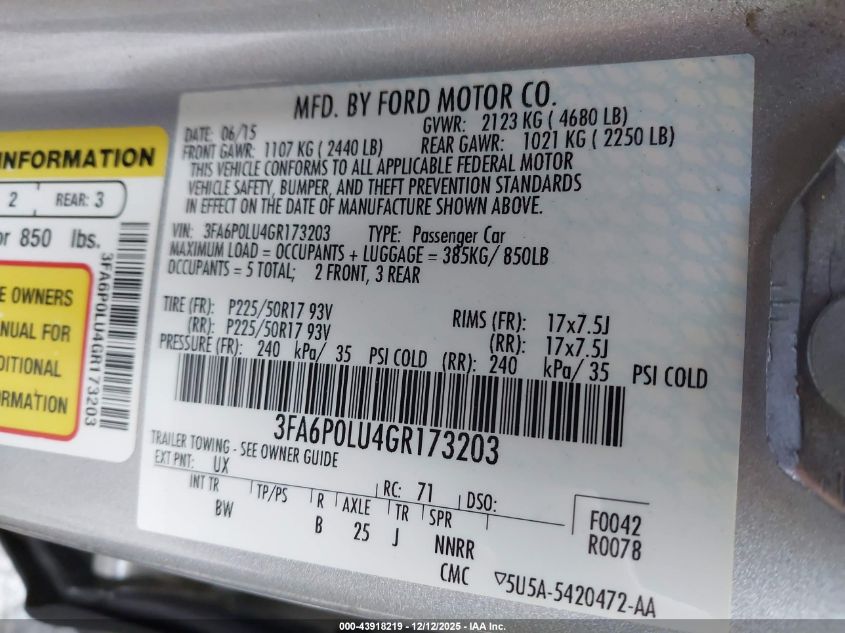 MFD. BY FORD MOTOR CO.
DATE: 06/15 GVWR: 2123 KG ( 4680 LB)
FRONT GAWR: 1107 KG ( 2440 LB) REAR GAWR: 1021 KG ( 2250 LB)
THIS VEHICLE CONFORMS TO ALL APPLICABLE FEDERAL MOTOR
VEHICLE SAFETY, BUMPER, AND THEFT PREVENTION STANDARDS
IN EFFECT ON THE DATE OF MANUFACTURE SHOWN ABOVE.
VIN: 3FA6P0LU4GR173203 TYPE: Passenger Car
MAXIMUM LOAD = OCCUPANTS + LUGGAGE = 385KG/ 850LB
OCCUPANTS = 5 TOTAL; 2 FRONT, 3 REAR
TIRE (FR): P225/50R17 93V RIMS (FR): 17x7.5J
(RR): P225/50R17 93V (RR): 17x7.5J
PRESSURE (FR): 240 kPa/ 35 PSI COLD (RR): 240 kPa/ 35 PSI COLD
3FA6P0LU4GR173203
TRAILER TOWING - SEE OWNER GUIDE
EXT PNT: UX RC: 71 DSO:
INT TR TP/PS R AXLE TR SPR
BW B 25 J NNRR
F0042
R0078
CMC ▽5U5A-5420472-AA
INFORMATION
2 REAR: 3
or 850 lbs.
E OWNERS
NUAL FOR
DITIONAL
ORMATION
3FA6P0LU4GR173203
000-43918219 - 12/12/2025 - IAA Inc.